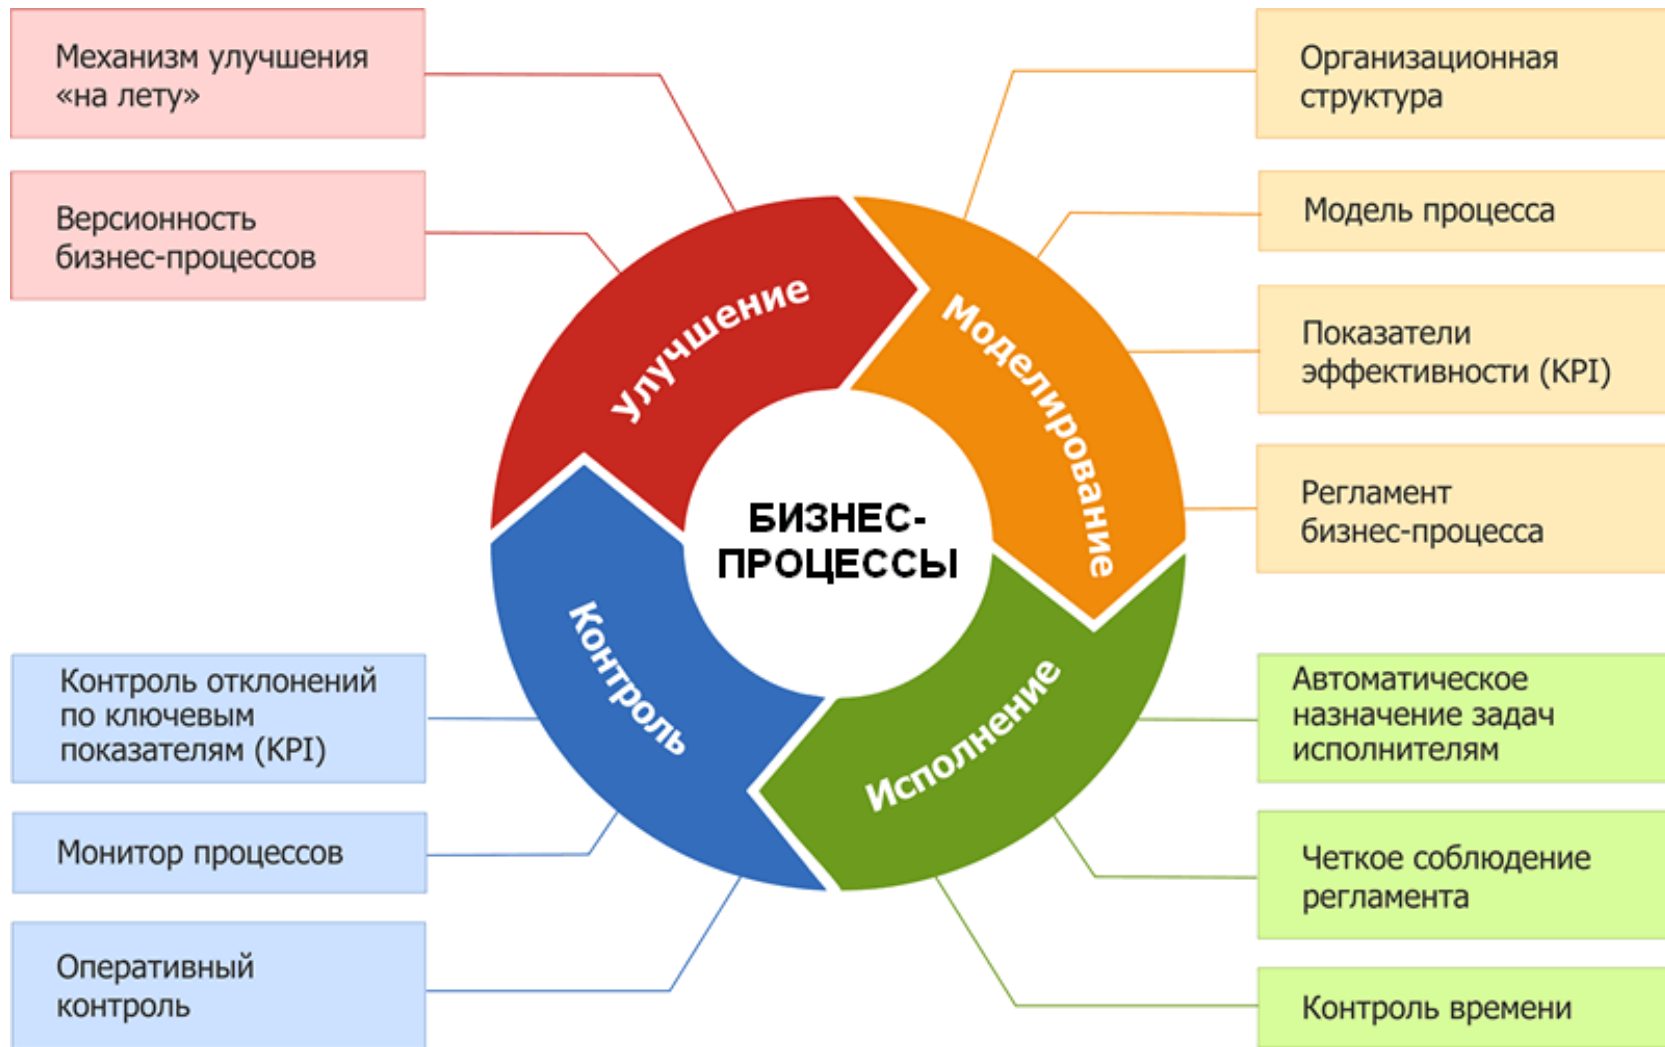 Механизм улучшения
«на лету»
Версионность
бизнес-процессов
Организационная
структура
Модель процесса
Показатели
эффективности (KPI)
Регламент
бизнес-процесса
Улучшение
Моделирование
БИЗНЕС-
ПРОЦЕССЫ
Контроль
Исполнение
Контроль отклонений
по ключевым
показателям (KPI)
Монитор процессов
Оперативный
контроль
Автоматическое
назначение задач
исполнителям
Четкое соблюдение
регламента
Контроль времени